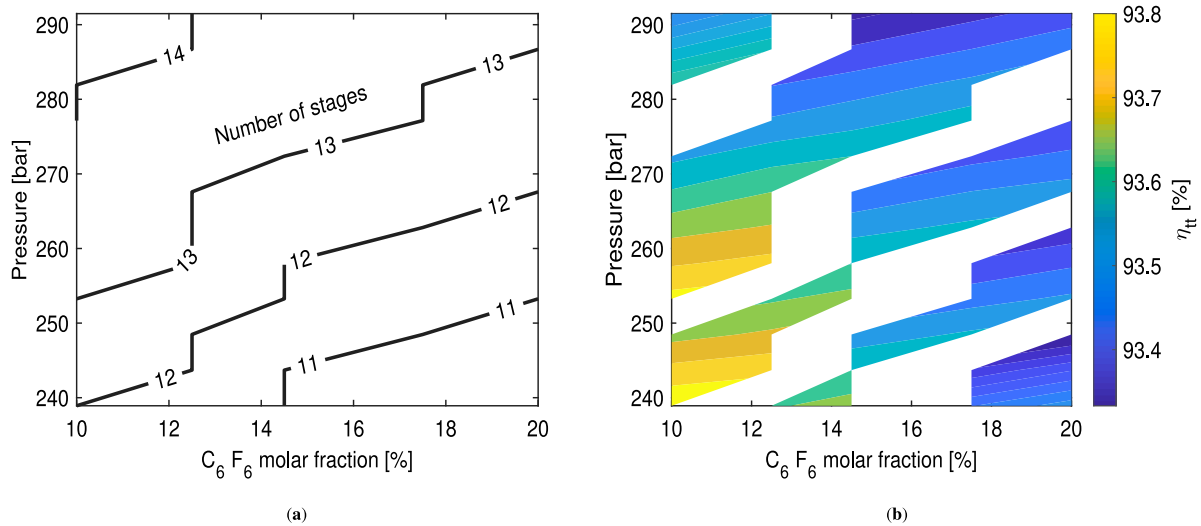 290
280
270
260
250
240
Pressure [bar]
14
13
Number of stages
13
13
12
12
12
11
11
10 12 14 16 18 20
C6 F6 molar fraction [%]
(a)
290
280
270
260
250
240
Pressure [bar]
10 12 14 16 18 20
C6 F6 molar fraction [%]
(b)
93.8
93.7
93.6
93.5
93.4
ηtt [%]